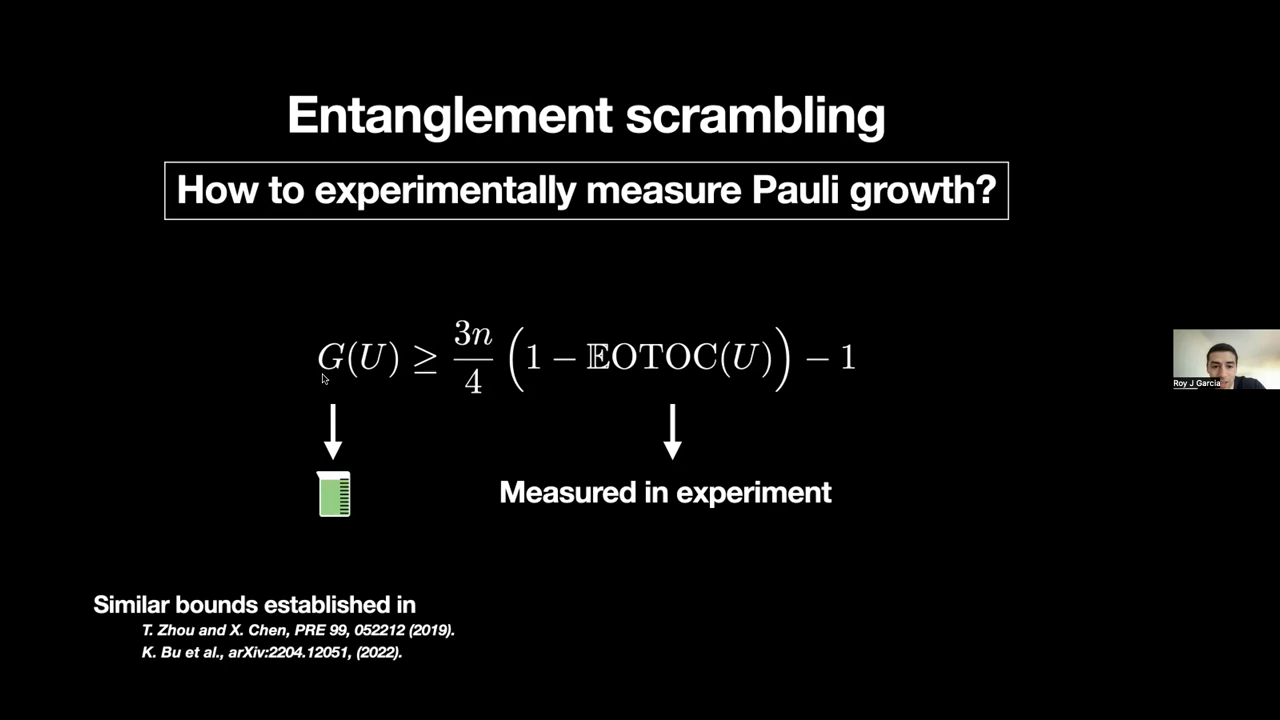 Entanglement scrambling
How to experimentally measure Pauli growth?
G(U) ≥ 3n/4 (1 − 𝔼OTOC(U)) − 1
Measured in experiment
Similar bounds established in
T. Zhou and X. Chen, PRE 99, 052212 (2019).
K. Bu et al., arXiv:2204.12051, (2022).
Roy J Garcia